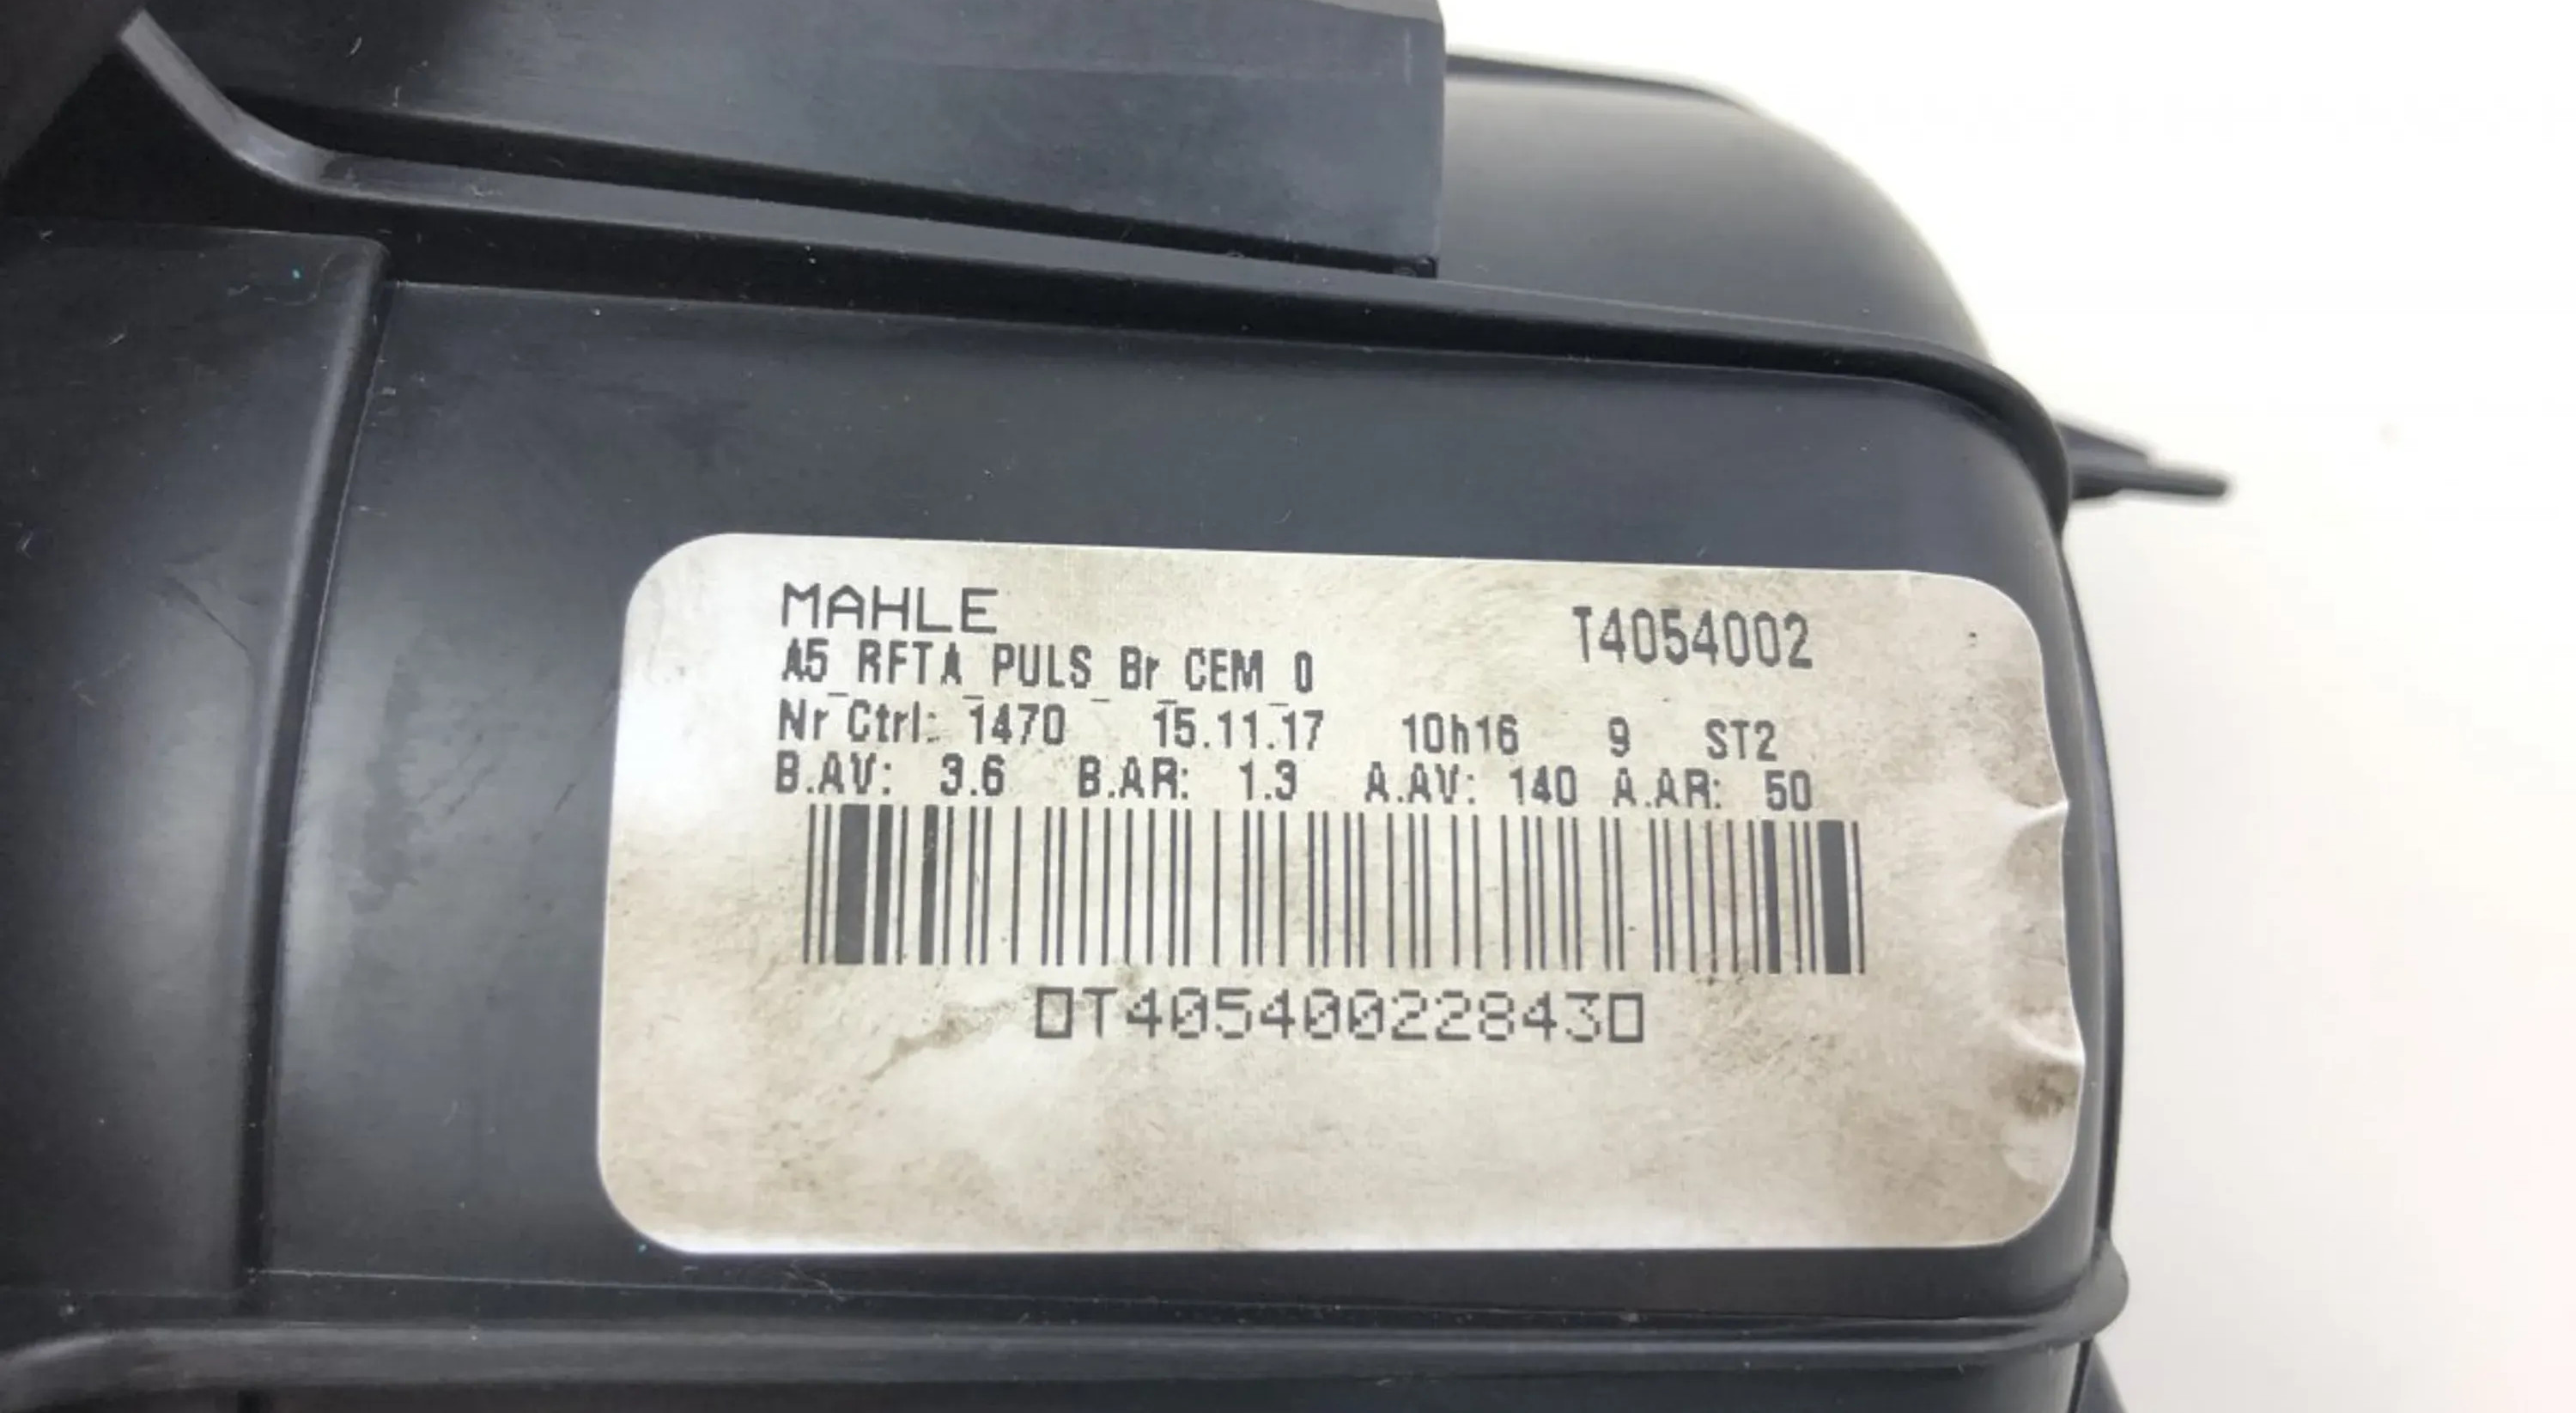 MAHLE T4054002
A5_RFTA_PULS_Br_CEM_0
Nr Ctrl: 1470 15.11.17 10h16 9 ST2
B.AV: 3.6 B.AR: 1.3 A.AV: 140 A.AR: 50
□T405400222843□